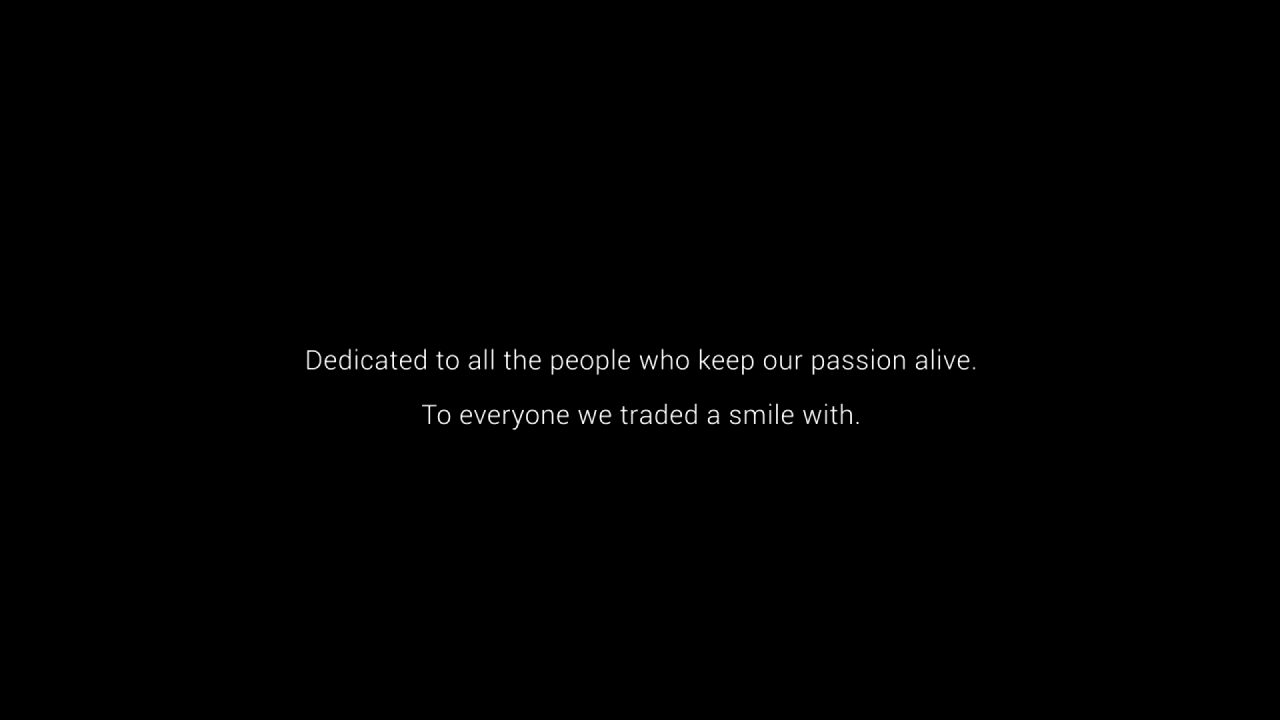 Dedicated to all the people who keep our passion alive.
To everyone we traded a smile with.